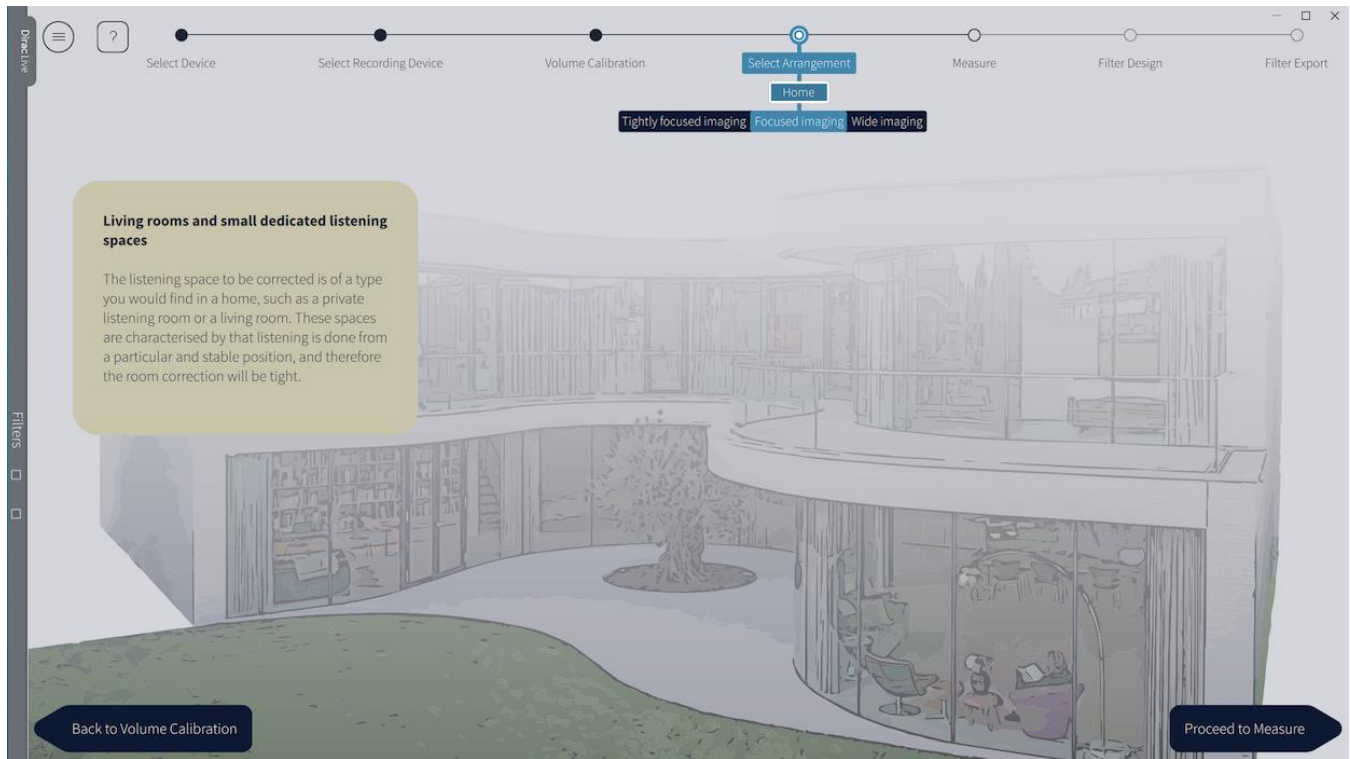 Dirac Live
?
Select Device
Select Recording Device
Volume Calibration
Select Arrangement
Measure
Filter Design
Filter Export
Home
Tightly focused imaging
Focused imaging
Wide imaging
Living rooms and small dedicated listening
spaces
The listening space to be corrected is of a type
you would find in a home, such as a private
listening room or a living room. These spaces
are characterised by that listening is done from
a particular and stable position, and therefore
the room correction will be tight.
Filters
Back to Volume Calibration
Proceed to Measure